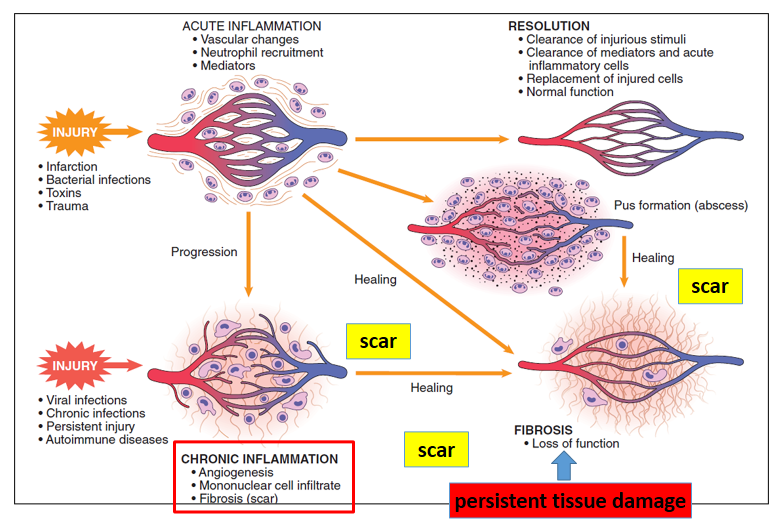 ACUTE INFLAMMATION
• Vascular changes
• Neutrophil recruitment
• Mediators
RESOLUTION
• Clearance of injurious stimuli
• Clearance of mediators and acute
inflammatory cells
• Replacement of injured cells
• Normal function
INJURY
• Infarction
• Bacterial infections
• Toxins
• Trauma
Pus formation (abscess)
Progression
Healing
Healing
scar
scar
INJURY
• Viral infections
• Chronic infections
• Persistent injury
• Autoimmune diseases
Healing
scar
CHRONIC INFLAMMATION
• Angiogenesis
• Mononuclear cell infiltrate
• Fibrosis (scar)
FIBROSIS
• Loss of function
persistent tissue damage